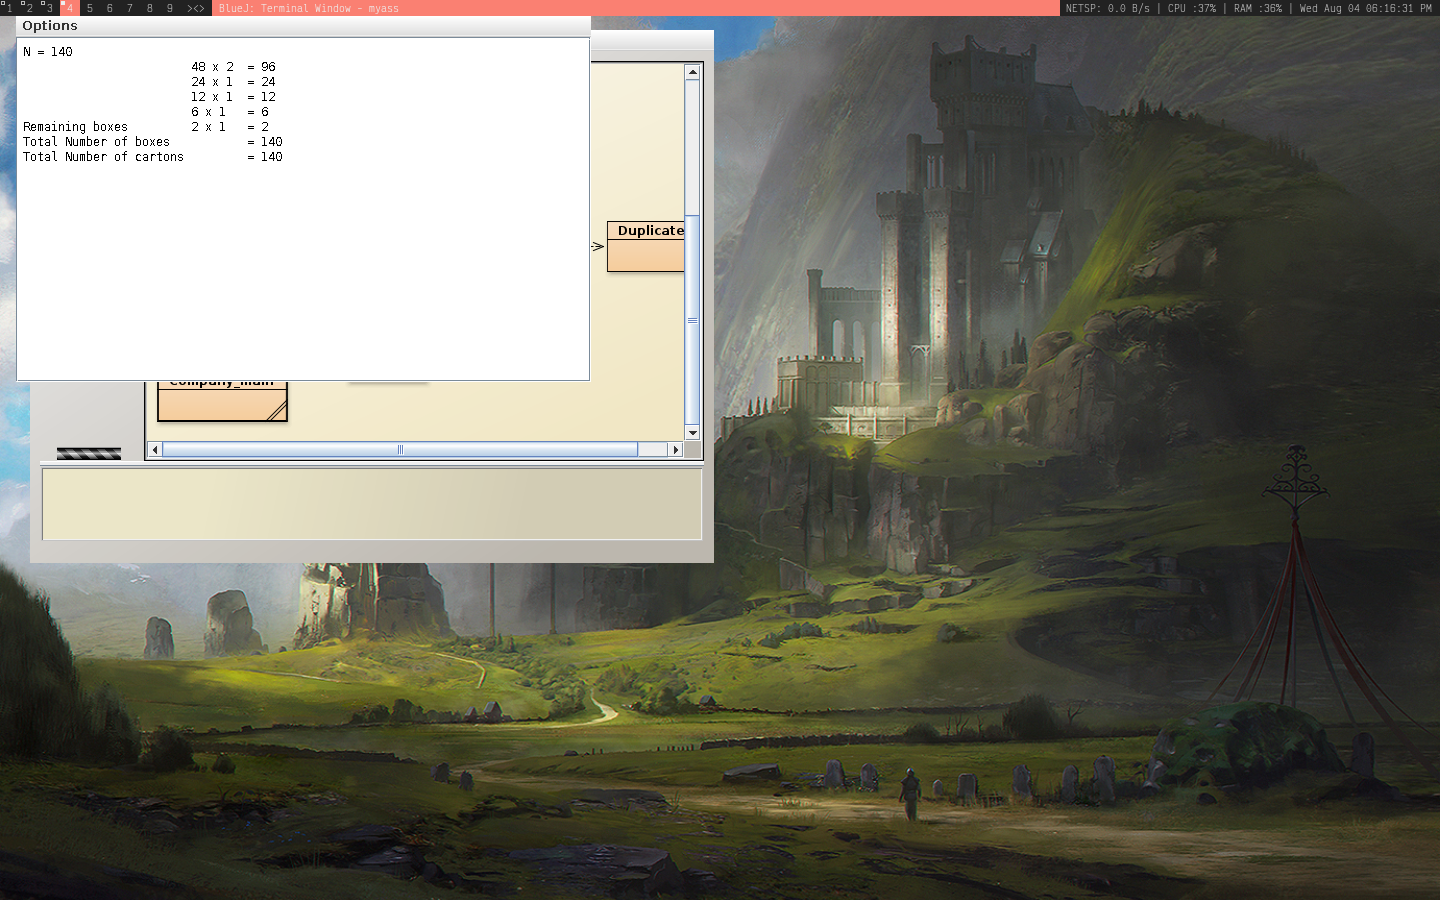 1 2 3 4 5 6 7 8 9 ><> BlueJ: Terminal Window - myass NETSP: 0.0 B/s | CPU :37% | RAM :36% | Wed Aug 04 06:16:31 PM
Options
N = 140
48 x 2 = 96
24 x 1 = 24
12 x 1 = 12
6 x 1 = 6
Remaining boxes 2 x 1 = 2
Total Number of boxes = 140
Total Number of cartons = 140
Duplicate
Company_main